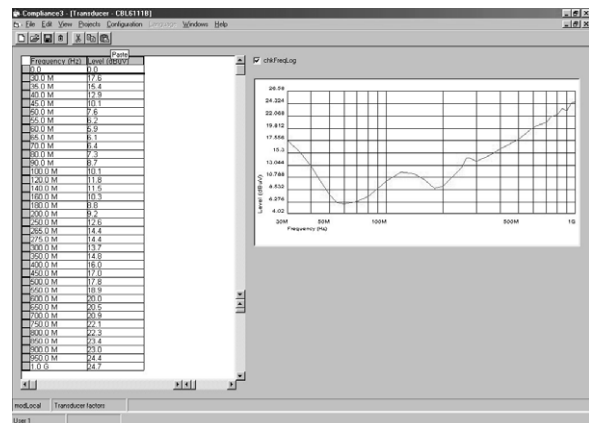 Compliance3 - [Transducer - CBL6111B]
File Edit View Projects Configuration Language Windows Help
Paste
Frequency (Hz) Level (dBuV)
0.0 0.0
30.0 M 17.6
35.0 M 15.4
40.0 M 12.9
45.0 M 10.1
50.0 M 7.6
55.0 M 6.2
60.0 M 5.9
65.0 M 6.1
70.0 M 6.4
80.0 M 7.3
90.0 M 8.7
100.0 M 10.1
120.0 M 11.8
140.0 M 11.5
160.0 M 10.3
180.0 M 8.8
200.0 M 9.2
250.0 M 12.6
265.0 M 14.4
275.0 M 14.4
300.0 M 13.7
350.0 M 14.8
400.0 M 16.0
450.0 M 17.0
500.0 M 17.8
550.0 M 18.9
600.0 M 20.0
650.0 M 20.5
700.0 M 20.9
750.0 M 22.1
800.0 M 22.3
850.0 M 23.4
900.0 M 23.0
950.0 M 24.4
1.0 G 24.7
chkFreqLog
26.58
24.324
22.068
19.812
17.556
15.3
13.044
10.788
8.532
6.276
4.02
Level (dBuV)
30M 50M 100M 500M 1G
Frequency (Hz)
modLocal Transducer factors
User 1